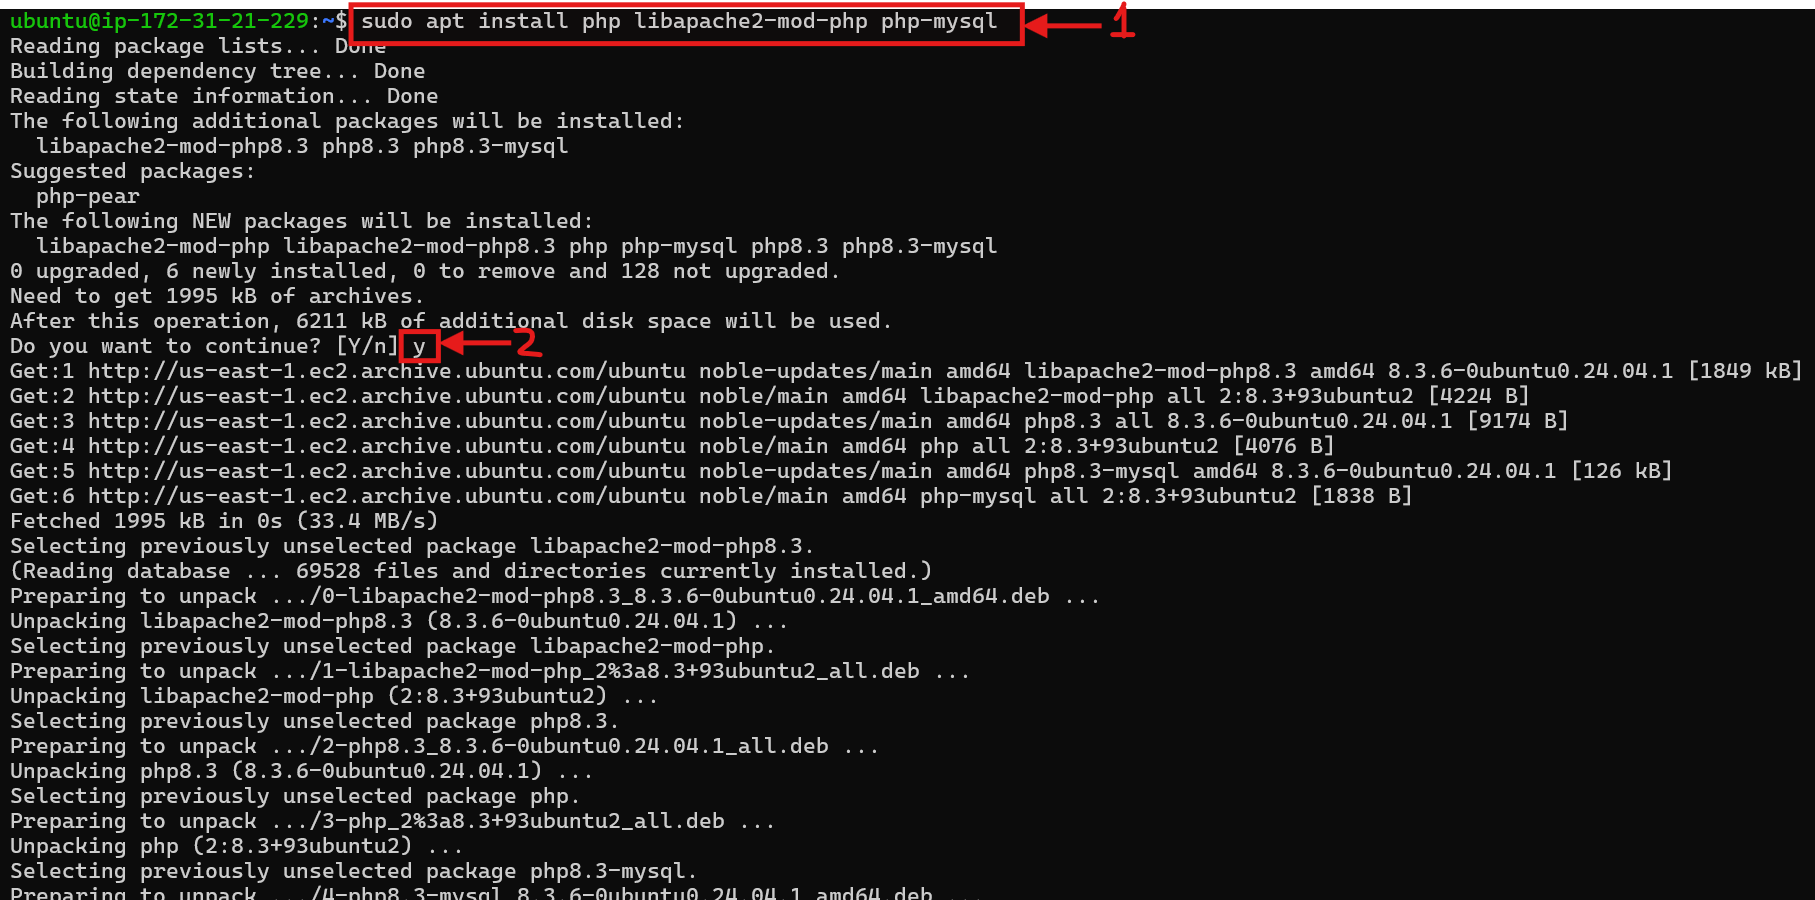 ubuntu@ip-172-31-21-229:~$ sudo apt install php libapache2-mod-php php-mysql 1
Reading package lists... Done
Building dependency tree... Done
Reading state information... Done
The following additional packages will be installed:
libapache2-mod-php8.3 php8.3 php8.3-mysql
Suggested packages:
php-pear
The following NEW packages will be installed:
libapache2-mod-php libapache2-mod-php8.3 php php-mysql php8.3 php8.3-mysql
0 upgraded, 6 newly installed, 0 to remove and 128 not upgraded.
Need to get 1995 kB of archives.
After this operation, 6211 kB of additional disk space will be used.
Do you want to continue? [Y/n] y 2
Get:1 http://us-east-1.ec2.archive.ubuntu.com/ubuntu noble-updates/main amd64 libapache2-mod-php8.3 amd64 8.3.6-0ubuntu0.24.04.1 [1849 kB]
Get:2 http://us-east-1.ec2.archive.ubuntu.com/ubuntu noble/main amd64 libapache2-mod-php all 2:8.3+93ubuntu2 [4224 B]
Get:3 http://us-east-1.ec2.archive.ubuntu.com/ubuntu noble-updates/main amd64 php8.3 all 8.3.6-0ubuntu0.24.04.1 [9174 B]
Get:4 http://us-east-1.ec2.archive.ubuntu.com/ubuntu noble/main amd64 php all 2:8.3+93ubuntu2 [4076 B]
Get:5 http://us-east-1.ec2.archive.ubuntu.com/ubuntu noble-updates/main amd64 php8.3-mysql amd64 8.3.6-0ubuntu0.24.04.1 [126 kB]
Get:6 http://us-east-1.ec2.archive.ubuntu.com/ubuntu noble/main amd64 php-mysql all 2:8.3+93ubuntu2 [1838 B]
Fetched 1995 kB in 0s (33.4 MB/s)
Selecting previously unselected package libapache2-mod-php8.3.
(Reading database ... 69528 files and directories currently installed.)
Preparing to unpack .../0-libapache2-mod-php8.3_8.3.6-0ubuntu0.24.04.1_amd64.deb ...
Unpacking libapache2-mod-php8.3 (8.3.6-0ubuntu0.24.04.1) ...
Selecting previously unselected package libapache2-mod-php.
Preparing to unpack .../1-libapache2-mod-php_2%3a8.3+93ubuntu2_all.deb ...
Unpacking libapache2-mod-php (2:8.3+93ubuntu2) ...
Selecting previously unselected package php8.3.
Preparing to unpack .../2-php8.3_8.3.6-0ubuntu0.24.04.1_all.deb ...
Unpacking php8.3 (8.3.6-0ubuntu0.24.04.1) ...
Selecting previously unselected package php.
Preparing to unpack .../3-php_2%3a8.3+93ubuntu2_all.deb ...
Unpacking php (2:8.3+93ubuntu2) ...
Selecting previously unselected package php8.3-mysql.
Preparing to unpack .../4-php8.3-mysql_8.3.6-0ubuntu0.24.04.1_amd64.deb ...